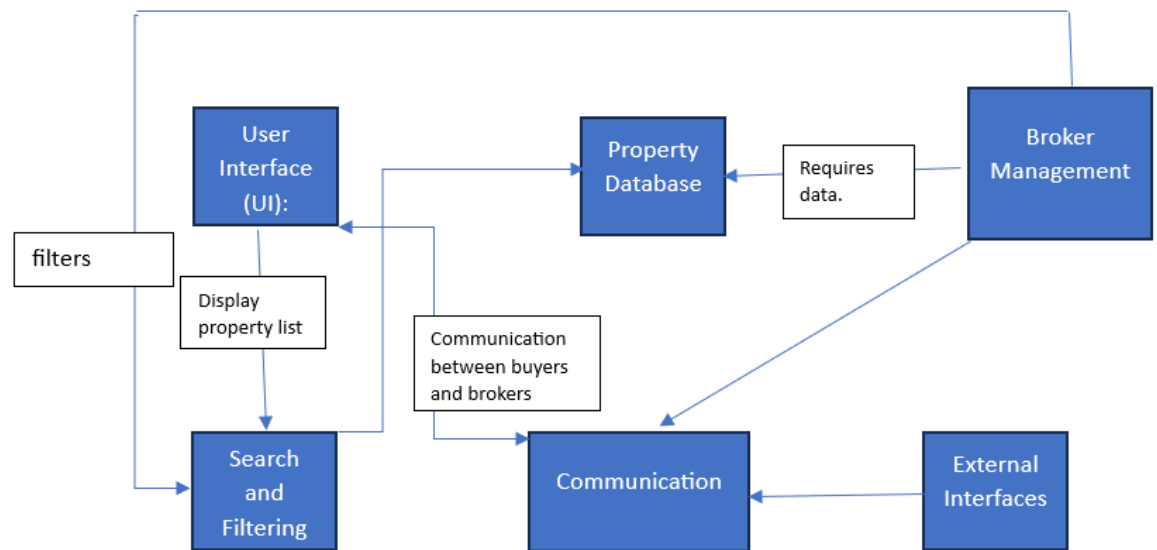 User
Interface
(UI):
Property
Database
Broker
Management
Requires
data.
filters
Display
property list
Communication
between buyers
and brokers
Search
and
Filtering
Communication
External
Interfaces